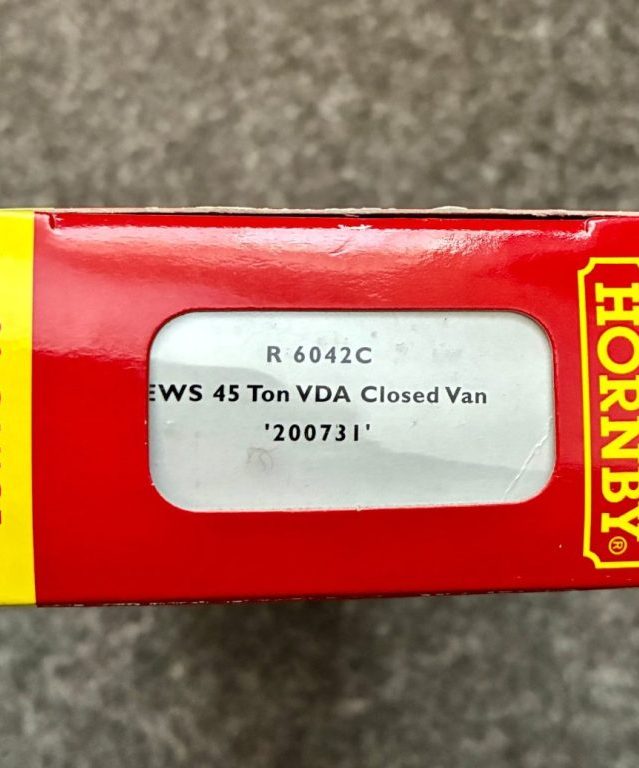 R 6042C
EWS 45 Ton VDA Closed Van
'200731'
HORNBY®